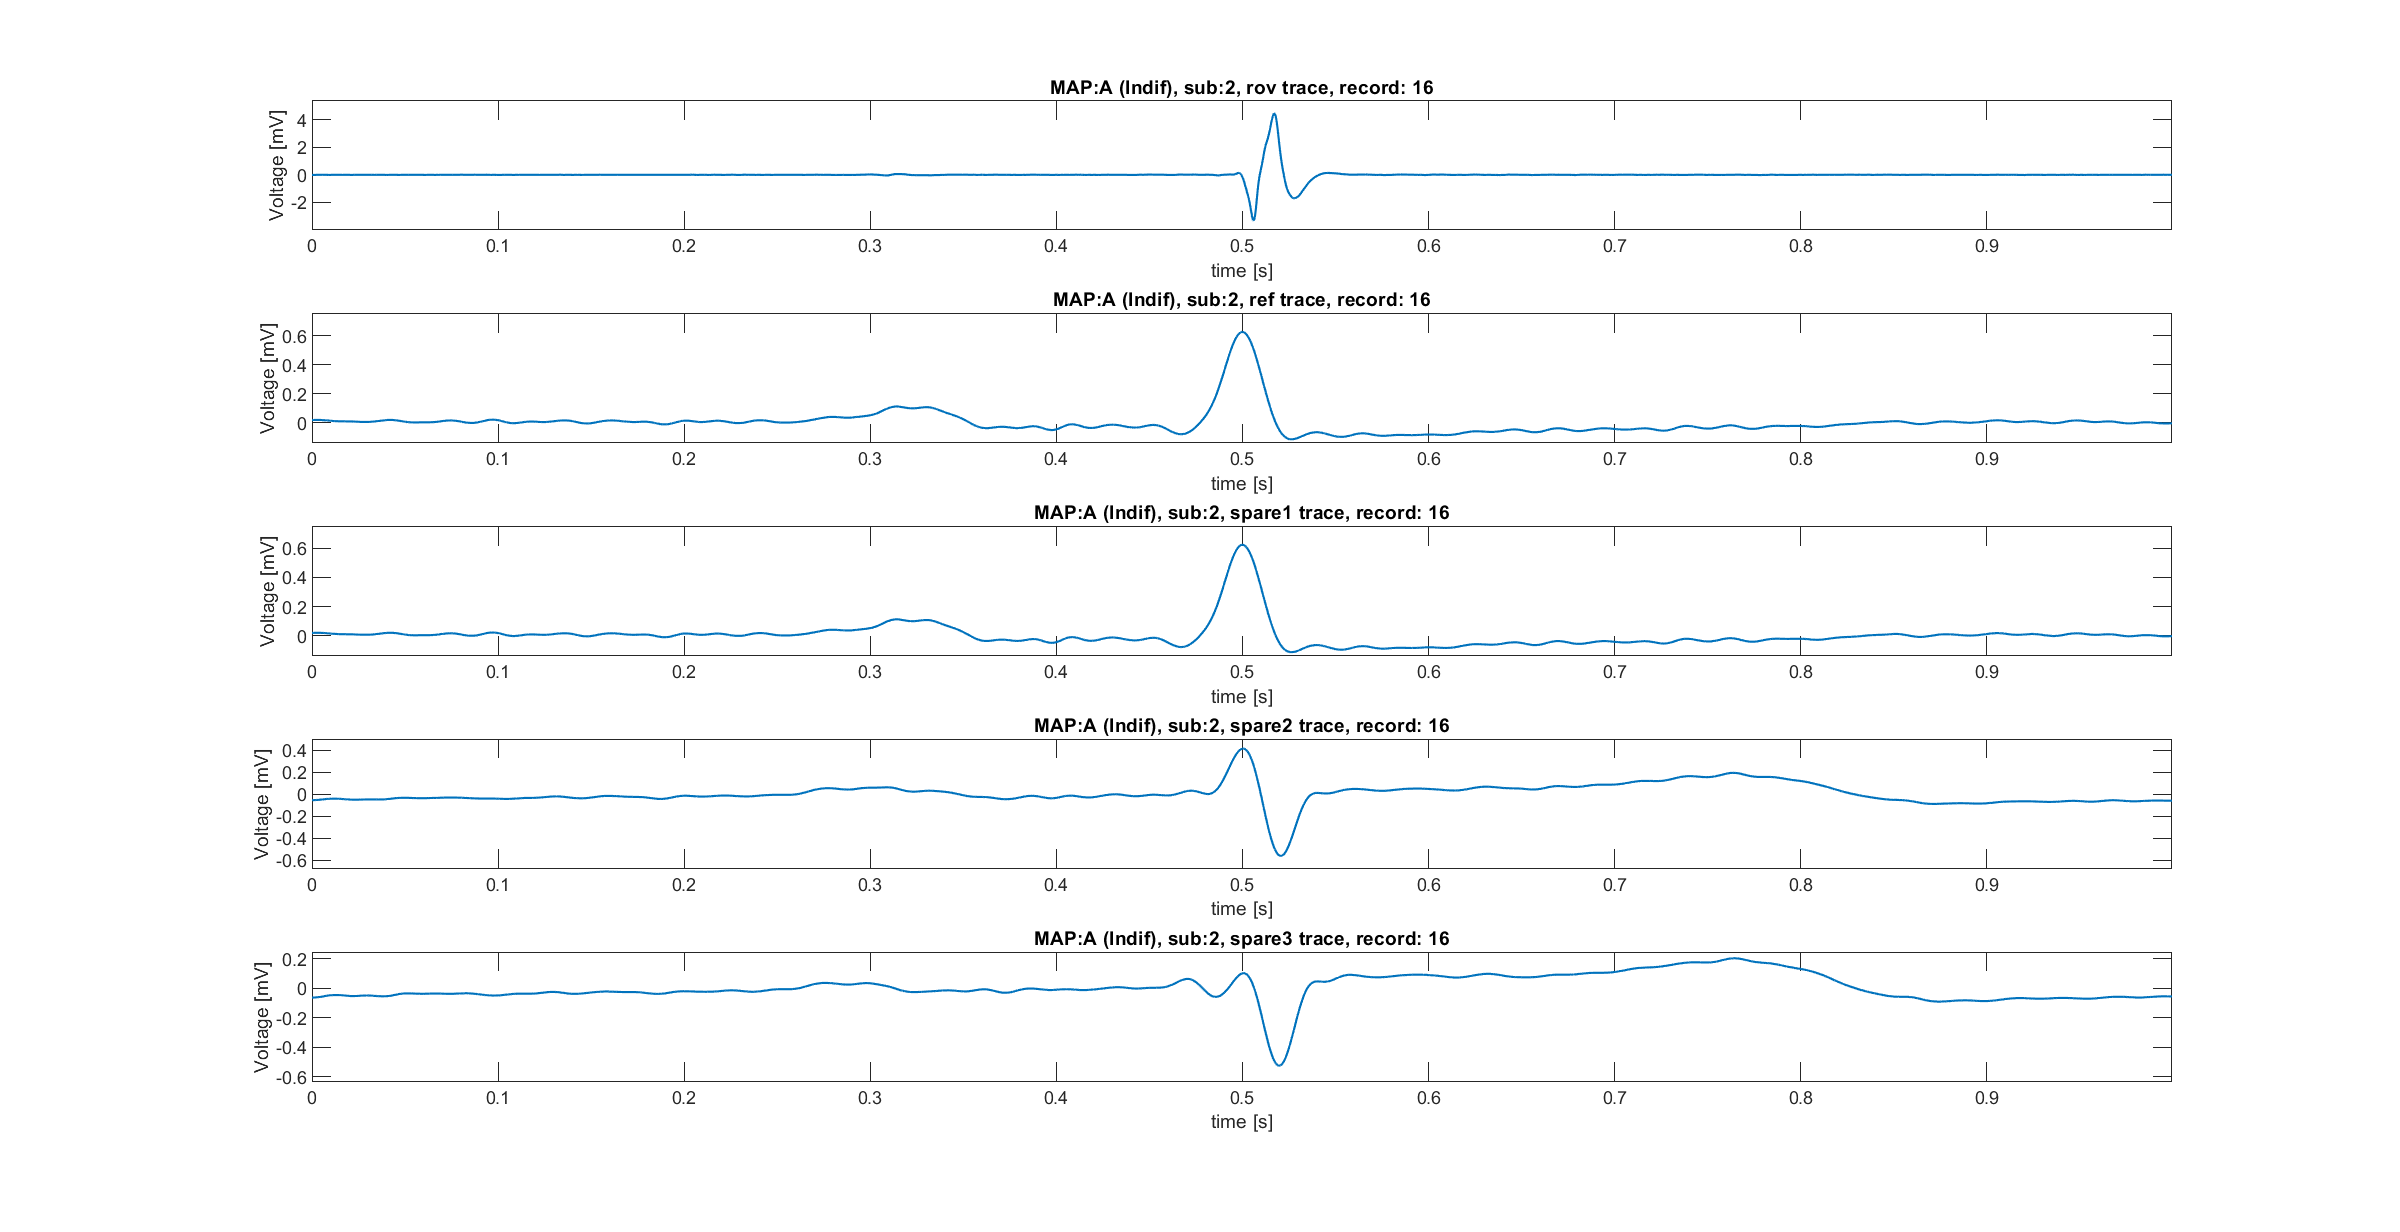 MAP:A (Indif), sub:2, rov trace, record: 16
Voltage [mV]
4
2
0
-2
0 0.1 0.2 0.3 0.4 0.5 0.6 0.7 0.8 0.9
time [s]
MAP:A (Indif), sub:2, ref trace, record: 16
Voltage [mV]
0.6
0.4
0.2
0
0 0.1 0.2 0.3 0.4 0.5 0.6 0.7 0.8 0.9
time [s]
MAP:A (Indif), sub:2, spare1 trace, record: 16
Voltage [mV]
0.6
0.4
0.2
0
0 0.1 0.2 0.3 0.4 0.5 0.6 0.7 0.8 0.9
time [s]
MAP:A (Indif), sub:2, spare2 trace, record: 16
Voltage [mV]
0.4
0.2
0
-0.2
-0.4
-0.6
0 0.1 0.2 0.3 0.4 0.5 0.6 0.7 0.8 0.9
time [s]
MAP:A (Indif), sub:2, spare3 trace, record: 16
Voltage [mV]
0.2
0
-0.2
-0.4
-0.6
0 0.1 0.2 0.3 0.4 0.5 0.6 0.7 0.8 0.9
time [s]